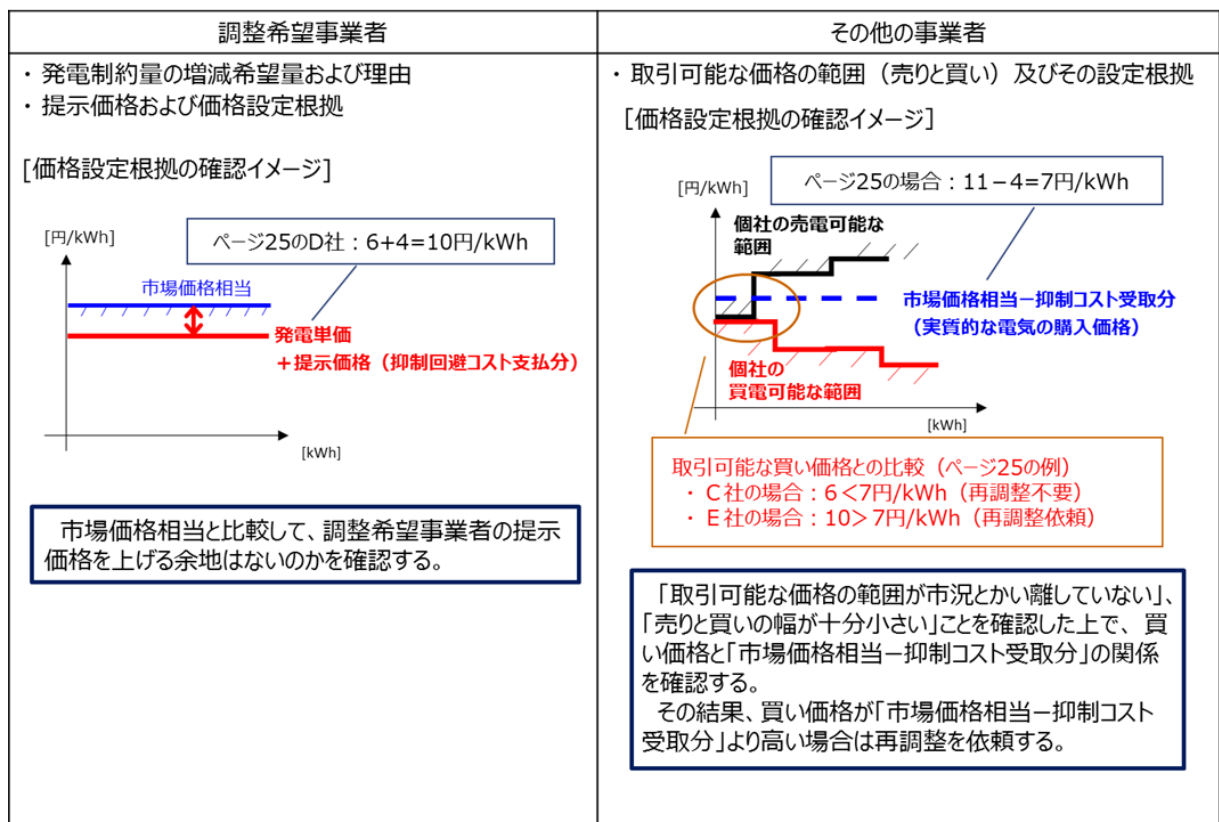 調整希望事業者
・ 発電制約量の増減希望量および理由
・ 提示価格および価格設定根拠
[価格設定根拠の確認イメージ]
ページ25のD社：6+4=10円/kWh
[円/kWh]
市場価格相当
発電単価
＋提示価格（抑制回避コスト支払分）
[kWh]
市場価格相当と比較して、調整希望事業者の提示
価格を上げる余地はないのかを確認する。
その他の事業者
・ 取引可能な価格の範囲（売りと買い）及びその設定根拠
[価格設定根拠の確認イメージ]
ページ25の場合：11－4=7円/kWh
[円/kWh]
個社の売電可能な
範囲
市場価格相当－抑制コスト受取分
（実質的な電気の購入価格）
個社の
買電可能な範囲
[kWh]
取引可能な買い価格との比較（ページ25の例）
・ C社の場合：6＜7円/kWh（再調整不要）
・ E社の場合：10＞7円/kWh（再調整依頼）
「取引可能な価格の範囲が市況とかい離していない」、
「売りと買いの幅が十分小さい」ことを確認した上で、買
い価格と「市場価格相当－抑制コスト受取分」の関係
を確認する。
その結果、買い価格が「市場価格相当－抑制コスト
受取分」より高い場合は再調整を依頼する。